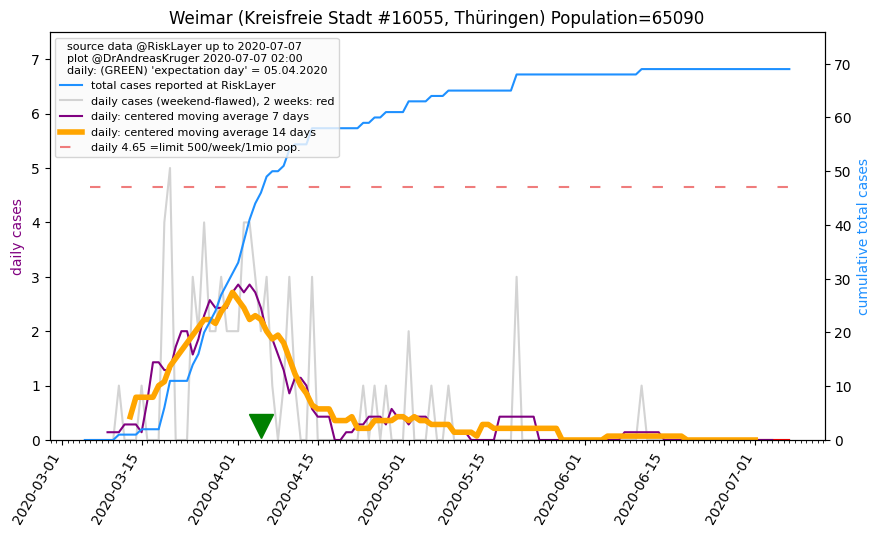 Weimar (Kreisfreie Stadt #16055, Thüringen) Population=65090
source data @RiskLayer up to 2020-07-07
plot @DrAndreasKruger 2020-07-07 02:00
daily: (GREEN) 'expectation day' = 05.04.2020
total cases reported at RiskLayer
daily cases (weekend-flawed), 2 weeks: red
daily: centered moving average 7 days
daily: centered moving average 14 days
daily 4.65 =limit 500/week/1mio pop.
daily cases
7
6
5
4
3
2
1
0
cumulative total cases
70
60
50
40
30
20
10
0
2020-03-01
2020-03-15
2020-04-01
2020-04-15
2020-05-01
2020-05-15
2020-06-01
2020-06-15
2020-07-01